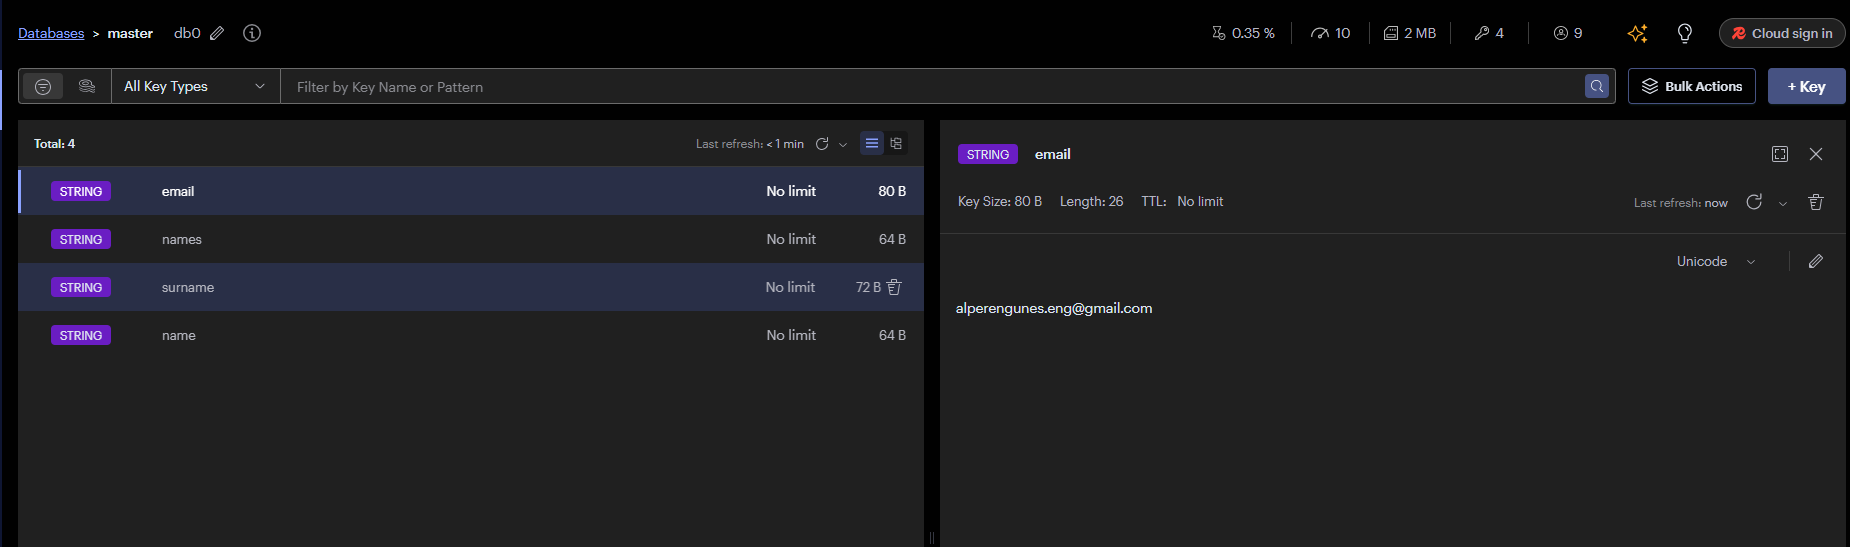 Databases > master db0 0.35 % 10 2 MB 4 9 Cloud sign in
All Key Types Filter by Key Name or Pattern Bulk Actions + Key
Total: 4 Last refresh: < 1 min
STRING email No limit 80 B
STRING names No limit 64 B
STRING surname No limit 72 B
STRING name No limit 64 B
STRING email
Key Size: 80 B Length: 26 TTL: No limit Last refresh: now
Unicode
alperengunes.eng@gmail.com